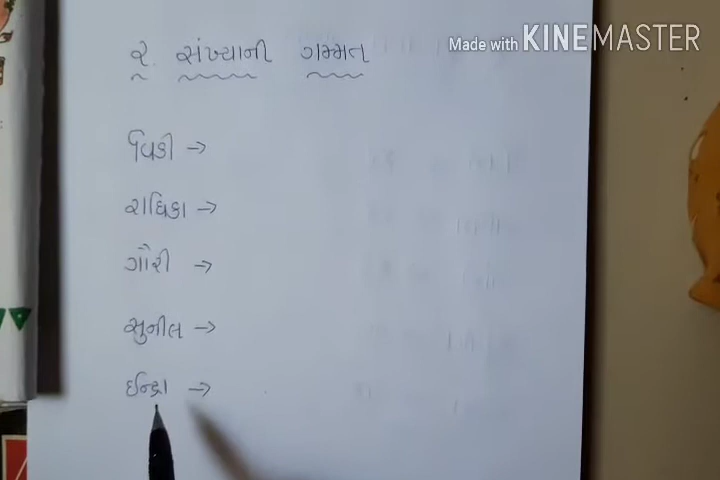 Made with KINEMASTER
૨. સંખ્યાની ગમ્મત
વિકી →
રાધિકા →
ગૌરી →
સુનીલ →
ઈન્દ્રા →